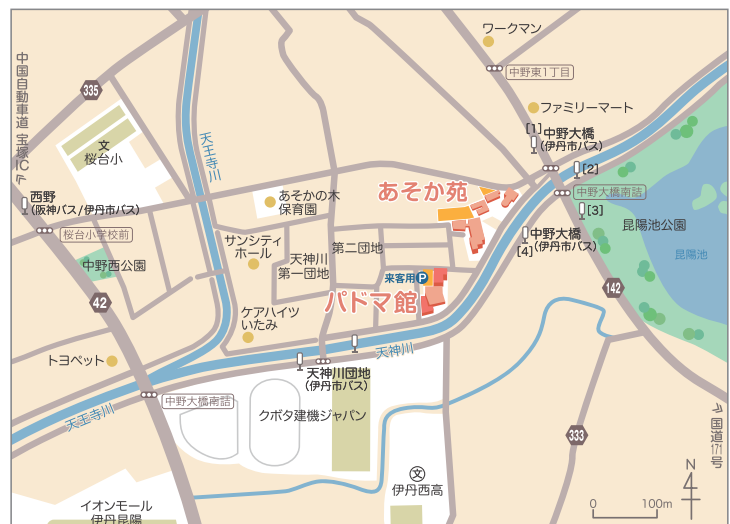 ワークマン
中野東1丁目
中国自動車道 宝塚IC
335
ファミリーマート
[1]
中野大橋
(伊丹市バス)
文
桜台小
天王寺川
[2]
中野大橋南詰
西野
(阪神バス/伊丹市バス)
あそか苑
あそかの木
保育園
[3]
昆陽池公園
桜台小学校前
サンシティ
ホール
第二団地
中野大橋
[4]
(伊丹市バス)
昆陽池
天神川
第一団地
中野西公園
来客用
P
142
42
パドマ館
ケアハイツ
いたみ
天神川
トヨペット
天神川団地
(伊丹市バス)
中野大橋南詰
天王寺川
クボタ建機ジャパン
国道171号
333
文
伊丹西高
N
イオンモール
伊丹昆陽
0
100m